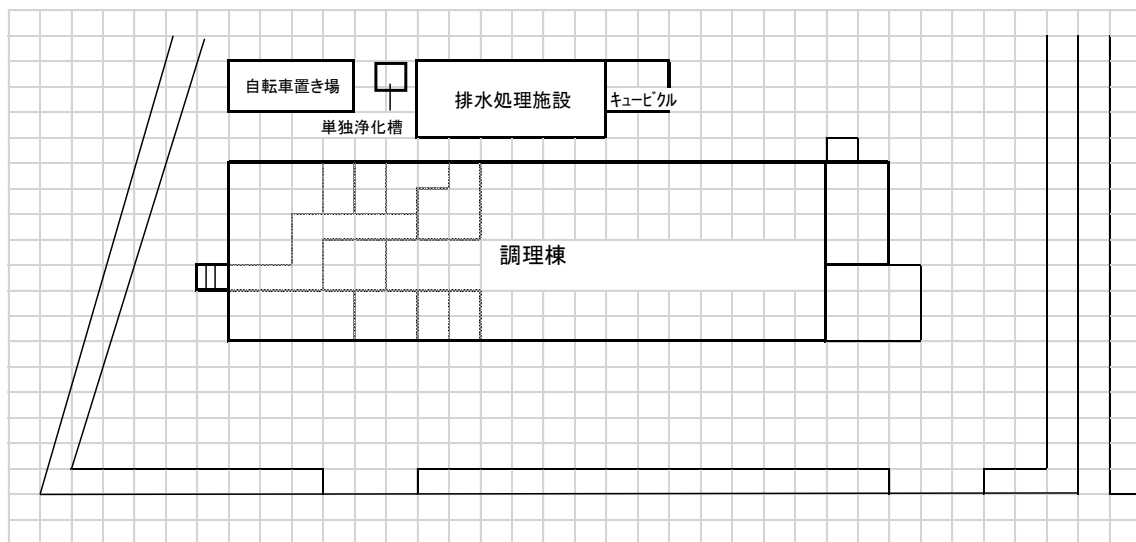 自転車置き場
単独浄化槽
排水処理施設
ｷｭｰﾋﾞｸﾙ
調理棟